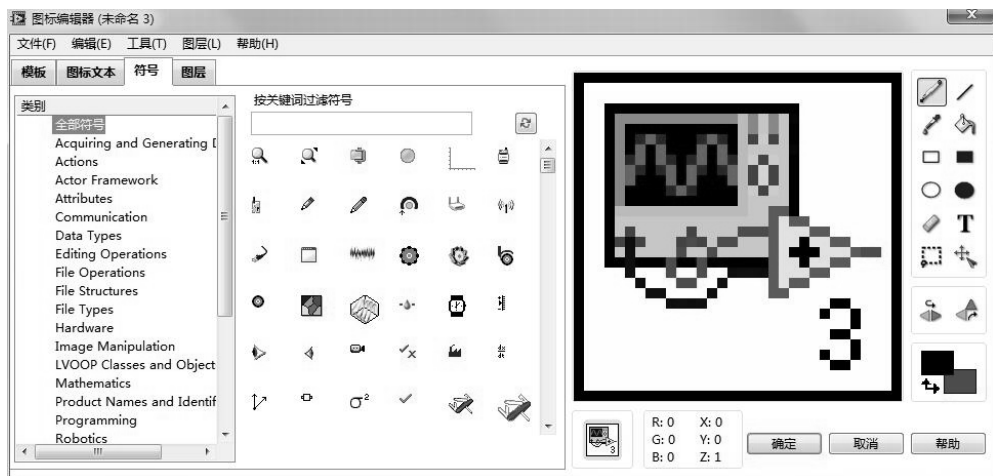 图标编辑器 (未命名 3)
文件(F) 编辑(E) 工具(T) 图层(L) 帮助(H)
模板 图标文本 符号 图层
类别
全部符号
Acquiring and Generating
Actions
Actor Framework
Attributes
Communication
Data Types
Editing Operations
File Operations
File Structures
File Types
Hardware
Image Manipulation
LVOOP Classes and Object
Mathematics
Product Names and Identif
Programming
Robotics
按关键词过滤符号
3
R: 0 X: 0
G: 0 Y: 0
B: 0 Z: 1
确定 取消 帮助